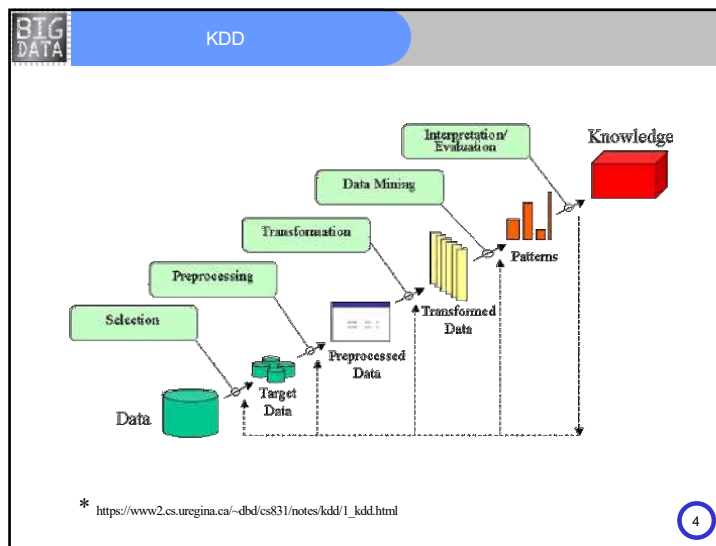 BIG
DATA
KDD
Interpretation/
Evaluation
Knowledge
Data Mining
Transformation
Patterns
Preprocessing
Transformed
Data
Selection
Preprocessed
Data
Target
Data
Data
* https://www2.cs.uregina.ca/~dbd/cs831/notes/kdd/1_kdd.html
4